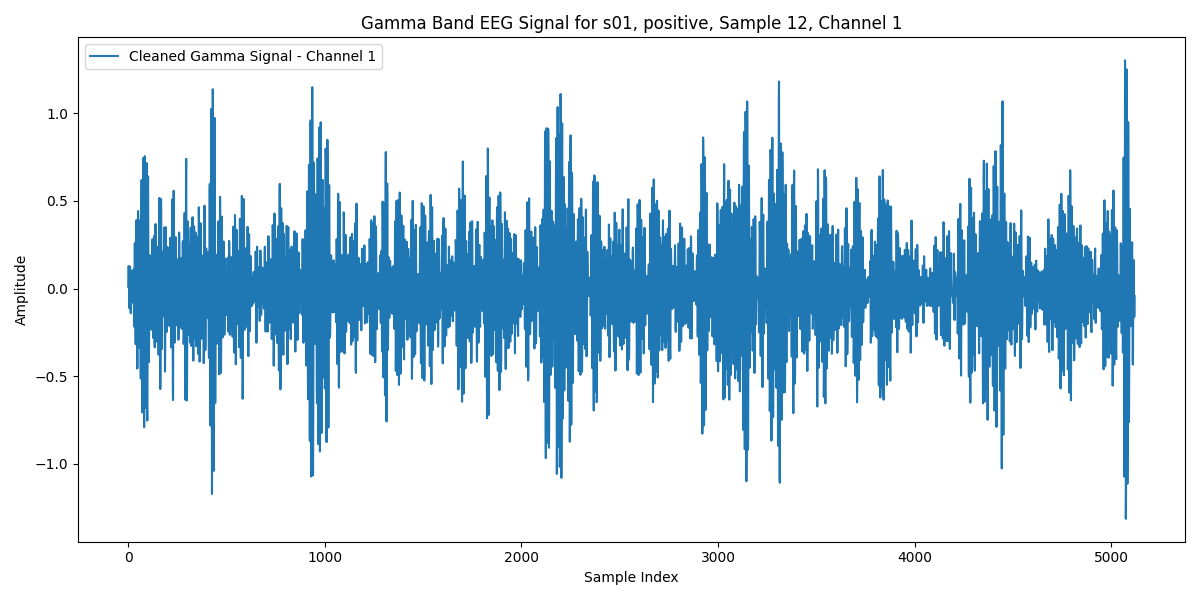 Gamma Band EEG Signal for s01, positive, Sample 12, Channel 1
Cleaned Gamma Signal - Channel 1
Amplitude
1.0
0.5
0.0
−0.5
−1.0
0 1000 2000 3000 4000 5000
Sample Index